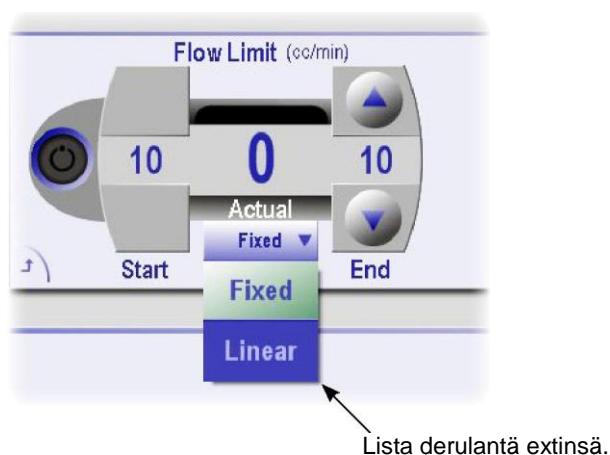 Flow Limit (cc/min)
10 0 10
Actual
Fixed
Start End
Fixed
Linear
Lista derulantă extinsă.